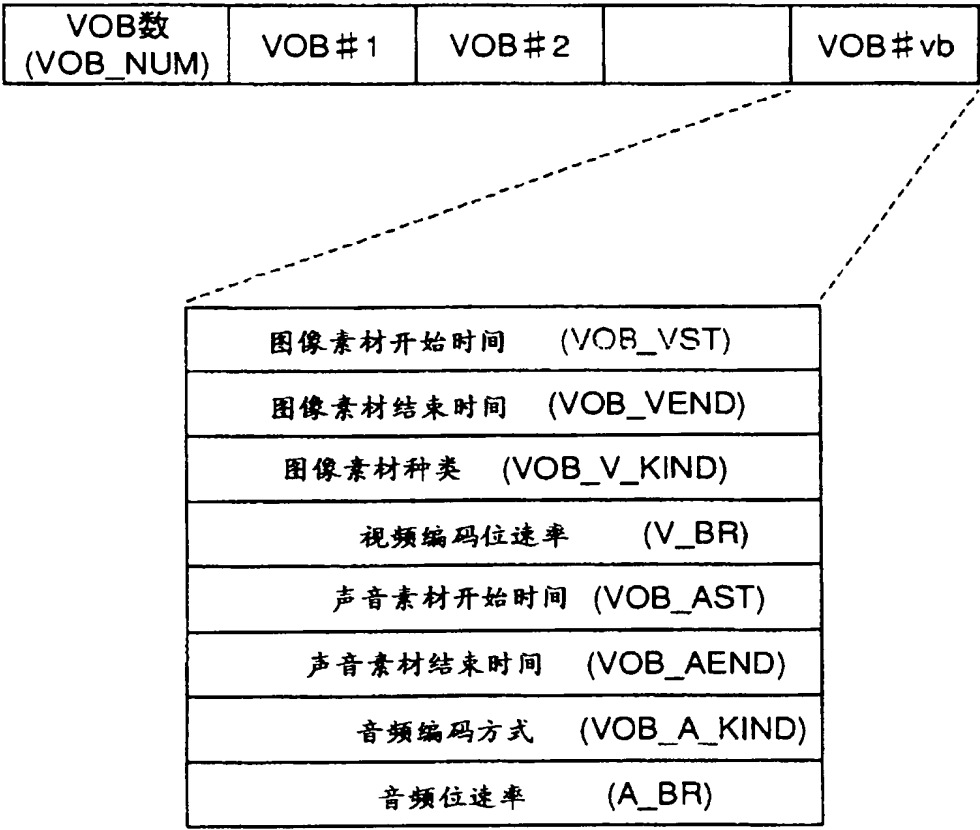 VOB数
(VOB_NUM)
VOB#1
VOB#2
VOB#vb
图像素材开始时间 (VOB_VST)
图像素材结束时间 (VOB_VEND)
图像素材种类 (VOB_V_KIND)
视频编码位速率 (V_BR)
声音素材开始时间 (VOB_AST)
声音素材结束时间 (VOB_AEND)
音频编码方式 (VOB_A_KIND)
音频位速率 (A_BR)